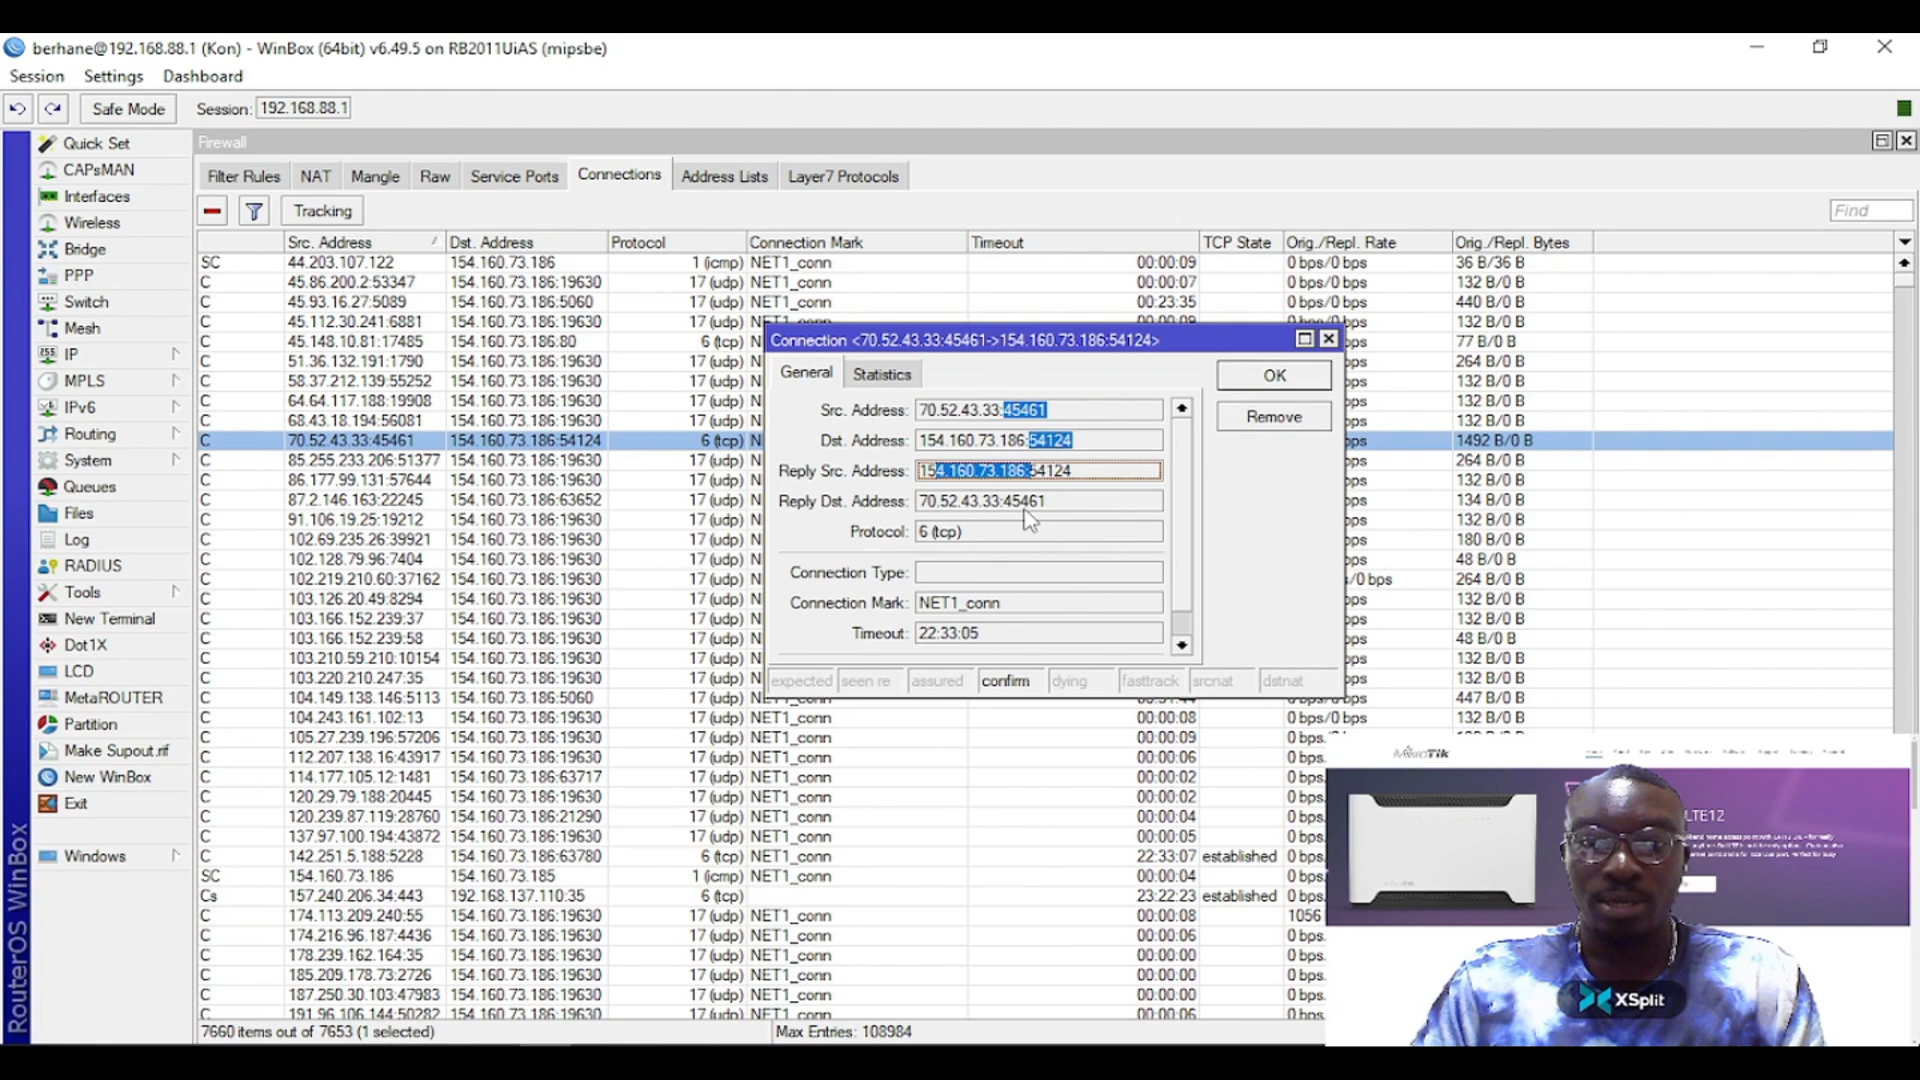 berhane@192.168.88.1 (Kon) - WinBox (64bit) v6.49.5 on RB2011UiAS (mipsbe)
Session Settings Dashboard
Safe Mode Session: 192.168.88.1
Quick Set
CAPsMAN
Interfaces
Wireless
Bridge
PPP
Switch
Mesh
IP
MPLS
IPv6
Routing
System
Queues
Files
Log
RADIUS
Tools
New Terminal
Dot1X
LCD
MetaROUTER
Partition
Make Supout.rif
New WinBox
Exit
Windows
RouterOS WinBox
Firewall
Filter Rules NAT Mangle Raw Service Ports Connections Address Lists Layer7 Protocols
Tracking Find
Src. Address Dst. Address Protocol Connection Mark Timeout TCP State Orig./Repl. Rate Orig./Repl. Bytes
SC 44.203.107.122 154.160.73.186 1 (icmp) NET1_conn 00:00:09 0 bps/0 bps 36 B/36 B
C 45.86.200.2:53347 154.160.73.186:19630 17 (udp) NET1_conn 00:00:07 0 bps/0 bps 132 B/0 B
C 45.93.16.27:5089 154.160.73.186:5060 17 (udp) NET1_conn 00:23:35 0 bps/0 bps 440 B/0 B
C 45.112.30.241:6881 154.160.73.186:19630 17 (udp) NET1_conn 00:00:09 0 bps/0 bps 132 B/0 B
C 45.148.10.81:17485 154.160.73.186:80 6 (tcp) N bps 77 B/0 B
C 51.36.132.191:1790 154.160.73.186:19630 17 (udp) N bps 264 B/0 B
C 58.37.212.139:55252 154.160.73.186:19630 17 (udp) N bps 132 B/0 B
C 64.64.117.188:19908 154.160.73.186:19630 17 (udp) N bps 132 B/0 B
C 68.43.18.194:56081 154.160.73.186:19630 17 (udp) N bps 132 B/0 B
C 70.52.43.33:45461 154.160.73.186:54124 6 (tcp) N bps 1492 B/0 B
C 85.255.233.206:51377 154.160.73.186:19630 17 (udp) N bps 264 B/0 B
C 86.177.99.131:57644 154.160.73.186:19630 17 (udp) N bps 132 B/0 B
C 87.2.146.163:22245 154.160.73.186:63652 17 (udp) N bps 134 B/0 B
C 91.106.19.25:19212 154.160.73.186:19630 17 (udp) N bps 132 B/0 B
C 102.69.235.26:39921 154.160.73.186:19630 17 (udp) N bps 180 B/0 B
C 102.128.79.96:7404 154.160.73.186:19630 17 (udp) N bps 48 B/0 B
C 102.219.210.60:37162 154.160.73.186:19630 17 (udp) N /0 bps 264 B/0 B
C 103.126.20.49:8294 154.160.73.186:19630 17 (udp) N bps 132 B/0 B
C 103.166.152.239:37 154.160.73.186:19630 17 (udp) N bps 132 B/0 B
C 103.166.152.239:58 154.160.73.186:19630 17 (udp) N bps 48 B/0 B
C 103.210.59.210:10154 154.160.73.186:19630 17 (udp) N bps 132 B/0 B
C 103.220.210.247:35 154.160.73.186:19630 17 (udp) N bps 132 B/0 B
C 104.149.138.146:5113 154.160.73.186:5060 17 (udp) N bps 447 B/0 B
C 104.243.161.102:13 154.160.73.186:19630 17 (udp) NET1_conn 00:00:08 0 bps/0 bps 132 B/0 B
C 105.27.239.196:57206 154.160.73.186:19630 17 (udp) NET1_conn 00:00:09
C 112.207.138.16:43917 154.160.73.186:19630 17 (udp) NET1_conn 00:00:06 0 bps.
C 114.177.105.12:1481 154.160.73.186:63717 17 (udp) NET1_conn 00:00:02 0 bps.
C 120.29.79.188:20445 154.160.73.186:19630 17 (udp) NET1_conn 00:00:02 0 bps.
C 120.239.87.119:28760 154.160.73.186:21290 17 (udp) NET1_conn 00:00:04 0 bps.
C 137.97.100.194:43872 154.160.73.186:19630 17 (udp) NET1_conn 00:00:05 0 bps.
C 142.251.5.188:5228 154.160.73.186:63780 6 (tcp) NET1_conn 22:33:07 established 0 bps.
SC 154.160.73.186 154.160.73.185 1 (icmp) NET1_conn 00:00:04 0 bps.
Cs 157.240.206.34:443 192.168.137.110:35 6 (tcp) 23:22:23 established 0 bps.
C 174.113.209.240:55 154.160.73.186:19630 17 (udp) NET1_conn 00:00:08 1056
C 174.216.96.187:4436 154.160.73.186:19630 17 (udp) NET1_conn 00:00:06 0 bps.
C 178.239.162.164:35 154.160.73.186:19630 17 (udp) NET1_conn 00:00:00 0 bps.
C 185.209.178.73:2726 154.160.73.186:19630 17 (udp) NET1_conn 00:00:00 0 bps.
C 187.250.30.103:47983 154.160.73.186:19630 17 (udp) NET1_conn 00:00:00 0 bps.
C 191.96.106.144:50282 154.160.73.186:19630 17 (udp) NET1_conn 00:00:06 0 bps.
7660 items out of 7653 (1 selected) Max Entries: 108984
Connection <70.52.43.33:45461->154.160.73.186:54124>
General Statistics
Src. Address: 70.52.43.33:45461
Dst. Address: 154.160.73.186:54124
Reply Src. Address: 154.160.73.186:54124
Reply Dst. Address: 70.52.43.33:45461
Protocol: 6 (tcp)
Connection Type:
Connection Mark: NET1_conn
Timeout: 22:33:05
OK
Remove
expected seen re assured confirm dying fasttrack srcnat dstnat
MikroTik
LTE12
XSplit